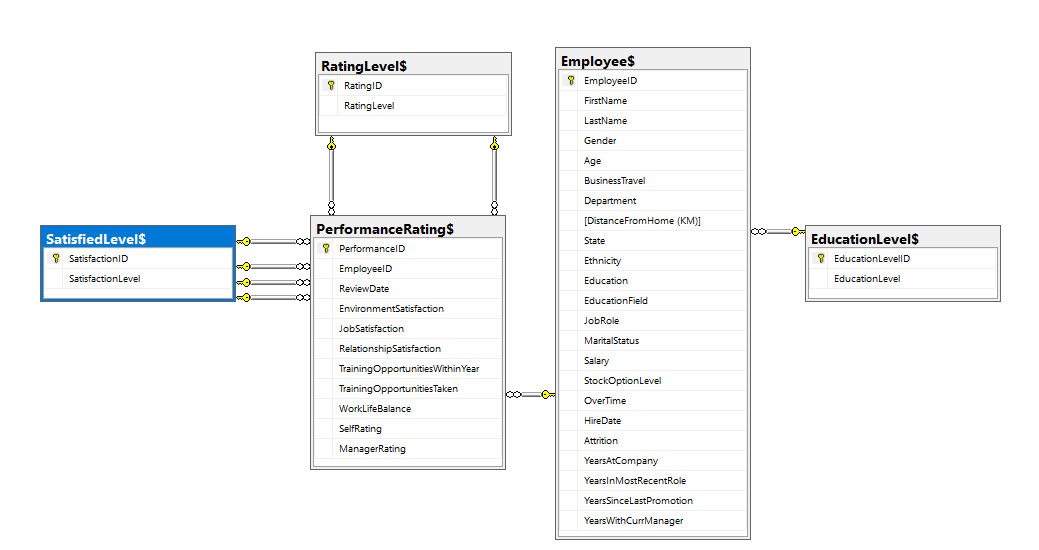 RatingLevel$
RatingID
RatingLevel
SatisfiedLevel$
SatisfactionID
SatisfactionLevel
PerformanceRating$
PerformanceID
EmployeeID
ReviewDate
EnvironmentSatisfaction
JobSatisfaction
RelationshipSatisfaction
TrainingOpportunitiesWithinYear
TrainingOpportunitiesTaken
WorkLifeBalance
SelfRating
ManagerRating
Employee$
EmployeeID
FirstName
LastName
Gender
Age
BusinessTravel
Department
[DistanceFromHome (KM)]
State
Ethnicity
Education
EducationField
JobRole
MaritalStatus
Salary
StockOptionLevel
OverTime
HireDate
Attrition
YearsAtCompany
YearsInMostRecentRole
YearsSinceLastPromotion
YearsWithCurrManager
EducationLevel$
EducationLevelID
EducationLevel